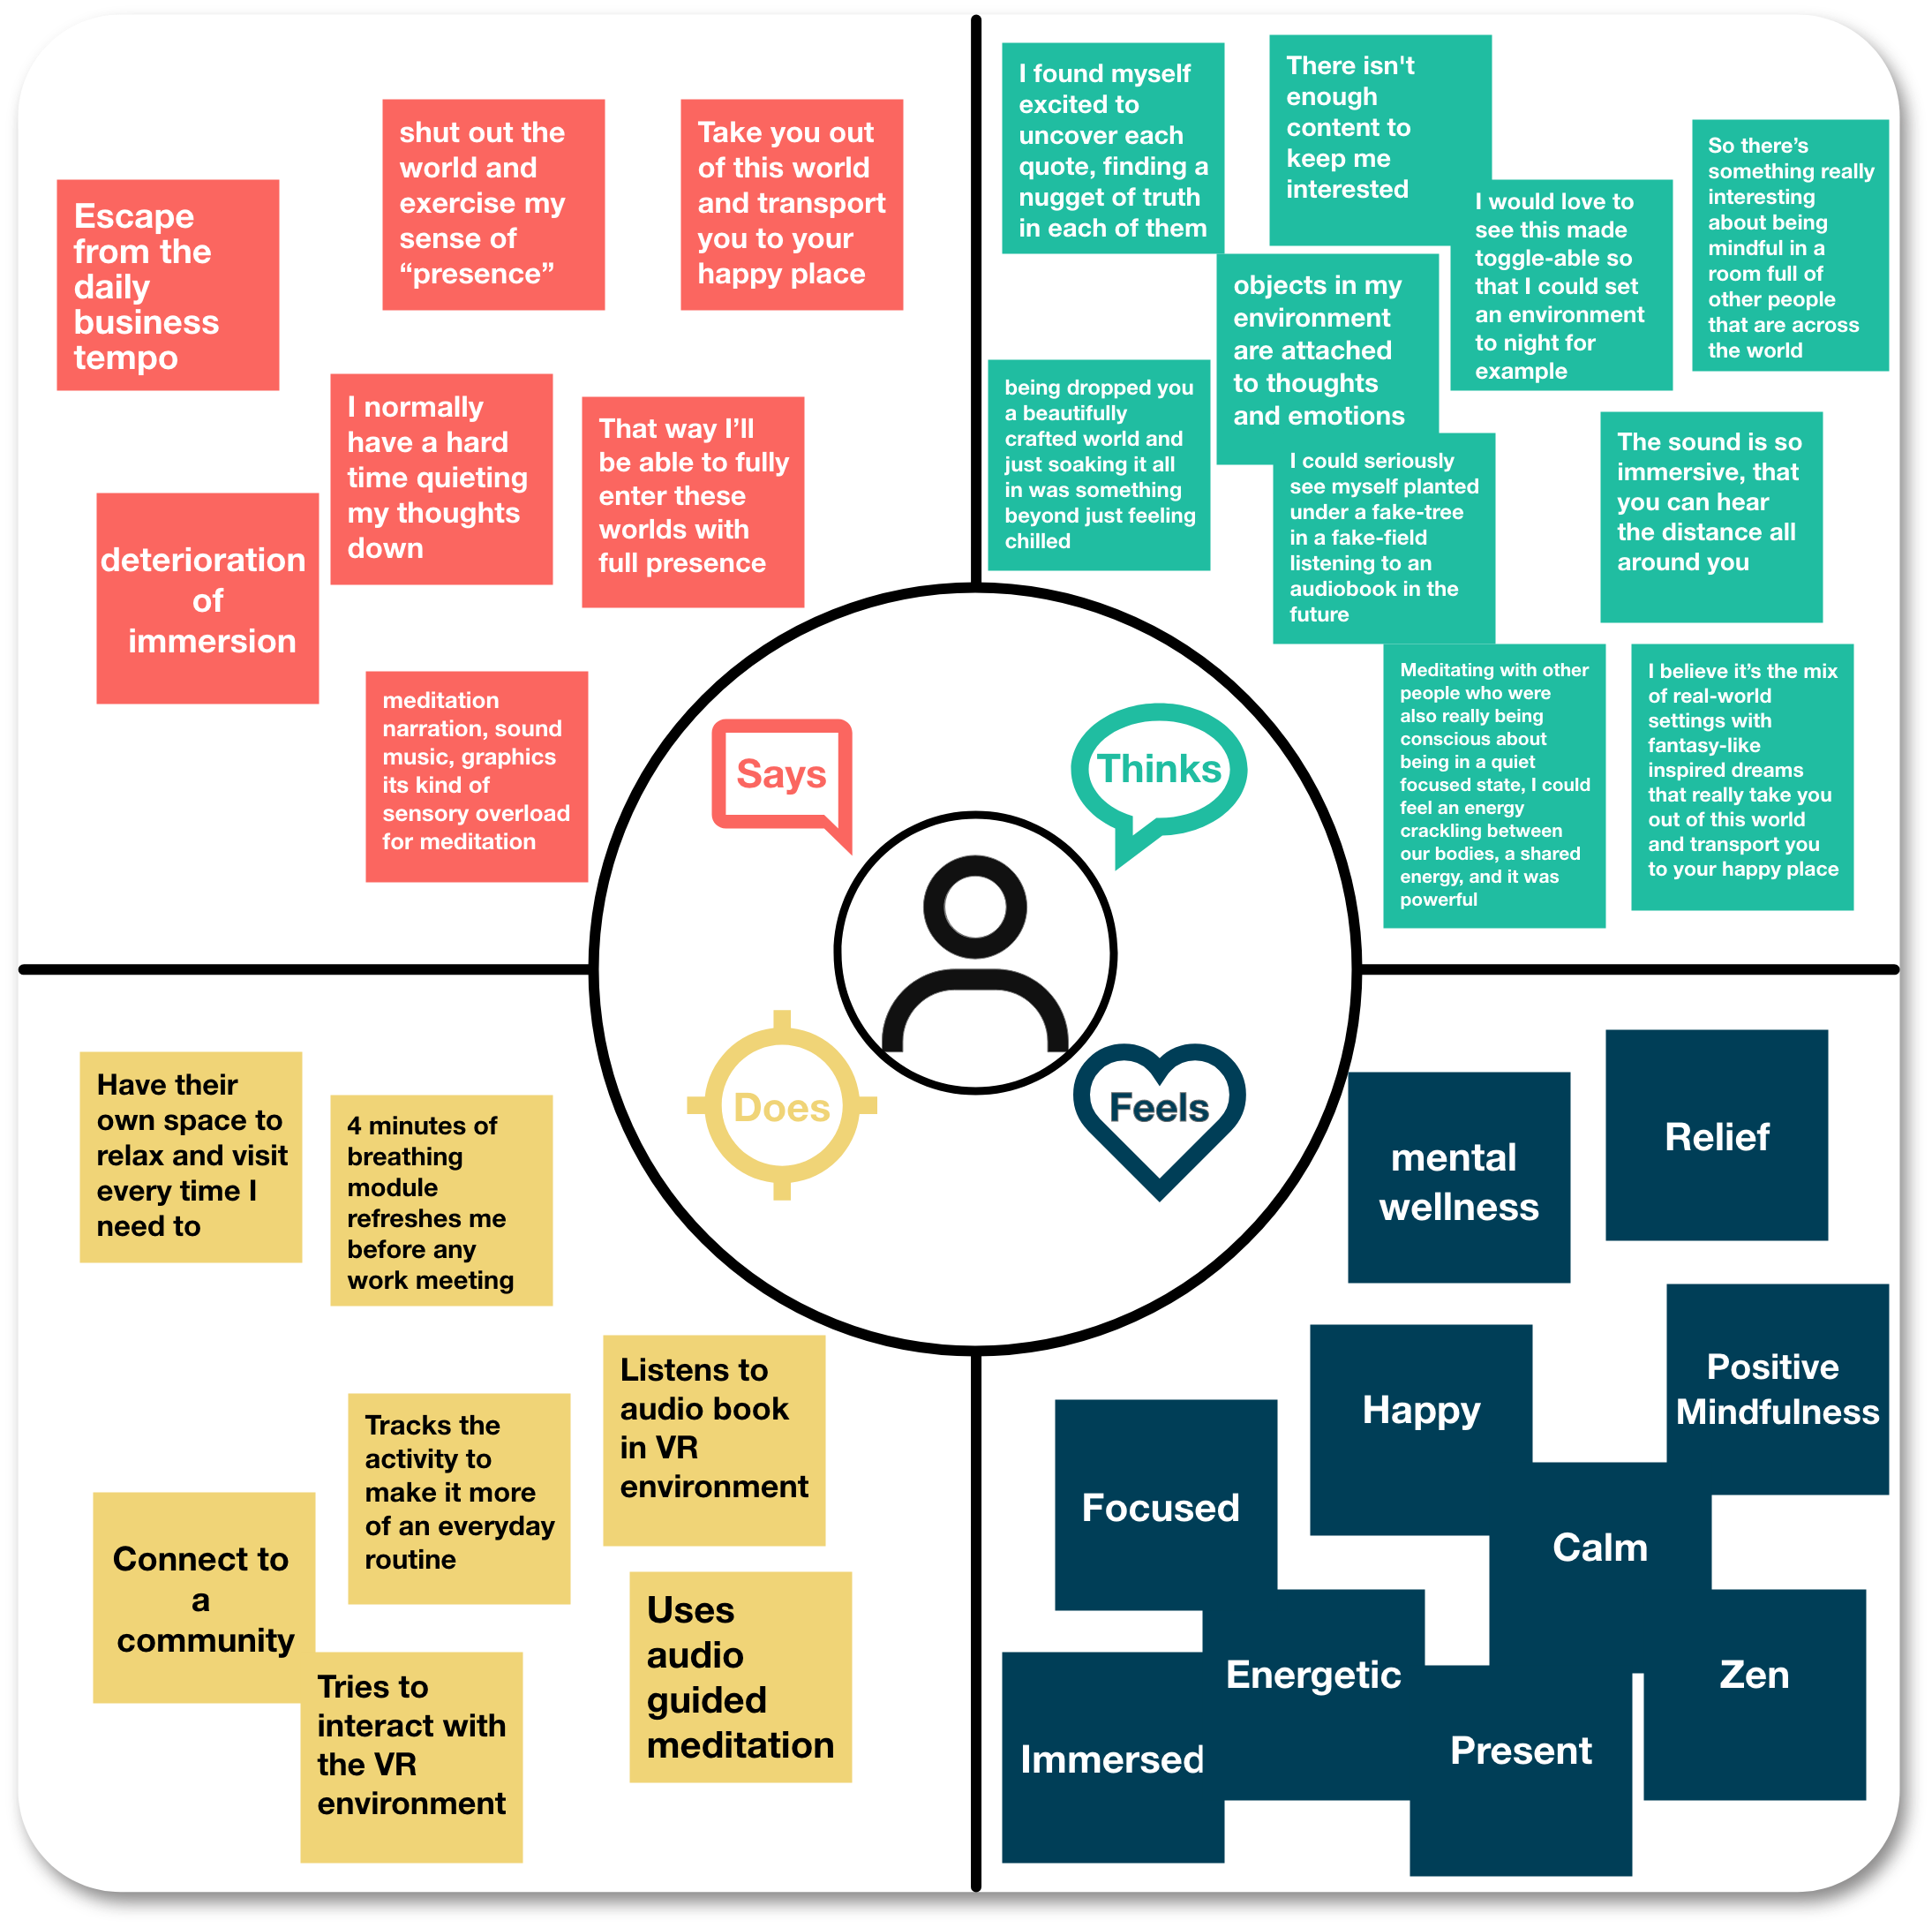 Escape
from the
daily
business
tempo
shut out the
world and
exercise my
sense of
“presence”
Take you out
of this world
and transport
you to your
happy place
deterioration
of
immersion
I normally
have a hard
time quieting
my thoughts
down
That way I’ll
be able to fully
enter these
worlds with
full presence
meditation
narration, sound
music, graphics
its kind of
sensory overload
for meditation
I found myself
excited to
uncover each
quote, finding a
nugget of truth
in each of them
There isn't
enough
content to
keep me
interested
I would love to
see this made
toggle-able so
that I could set
an environment
to night for
example
So there’s
something really
interesting
about being
mindful in a
room full of
other people
that are across
the world
objects in my
environment
are attached
to thoughts
and emotions
being dropped you
a beautifully
crafted world and
just soaking it all
in was something
beyond just feeling
chilled
I could seriously
see myself planted
under a fake-tree
in a fake-field
listening to an
audiobook in the
future
The sound is so
immersive, that
you can hear
the distance all
around you
Meditating with other
people who were
also really being
conscious about
being in a quiet
focused state, I could
feel an energy
crackling between
our bodies, a shared
energy, and it was
powerful
I believe it’s the mix
of real-world
settings with
fantasy-like
inspired dreams
that really take you
out of this world
and transport you
to your happy place
Says
Thinks
Does
Feels
Have their
own space to
relax and visit
every time I
need to
4 minutes of
breathing
module
refreshes me
before any
work meeting
Listens to
audio book
in VR
environment
Tracks the
activity to
make it more
of an everyday
routine
Connect to
a
community
Tries to
interact with
the VR
environment
Uses
audio
guided
meditation
mental
wellness
Relief
Positive
Mindfulness
Happy
Focused
Calm
Energetic
Zen
Immersed
Present